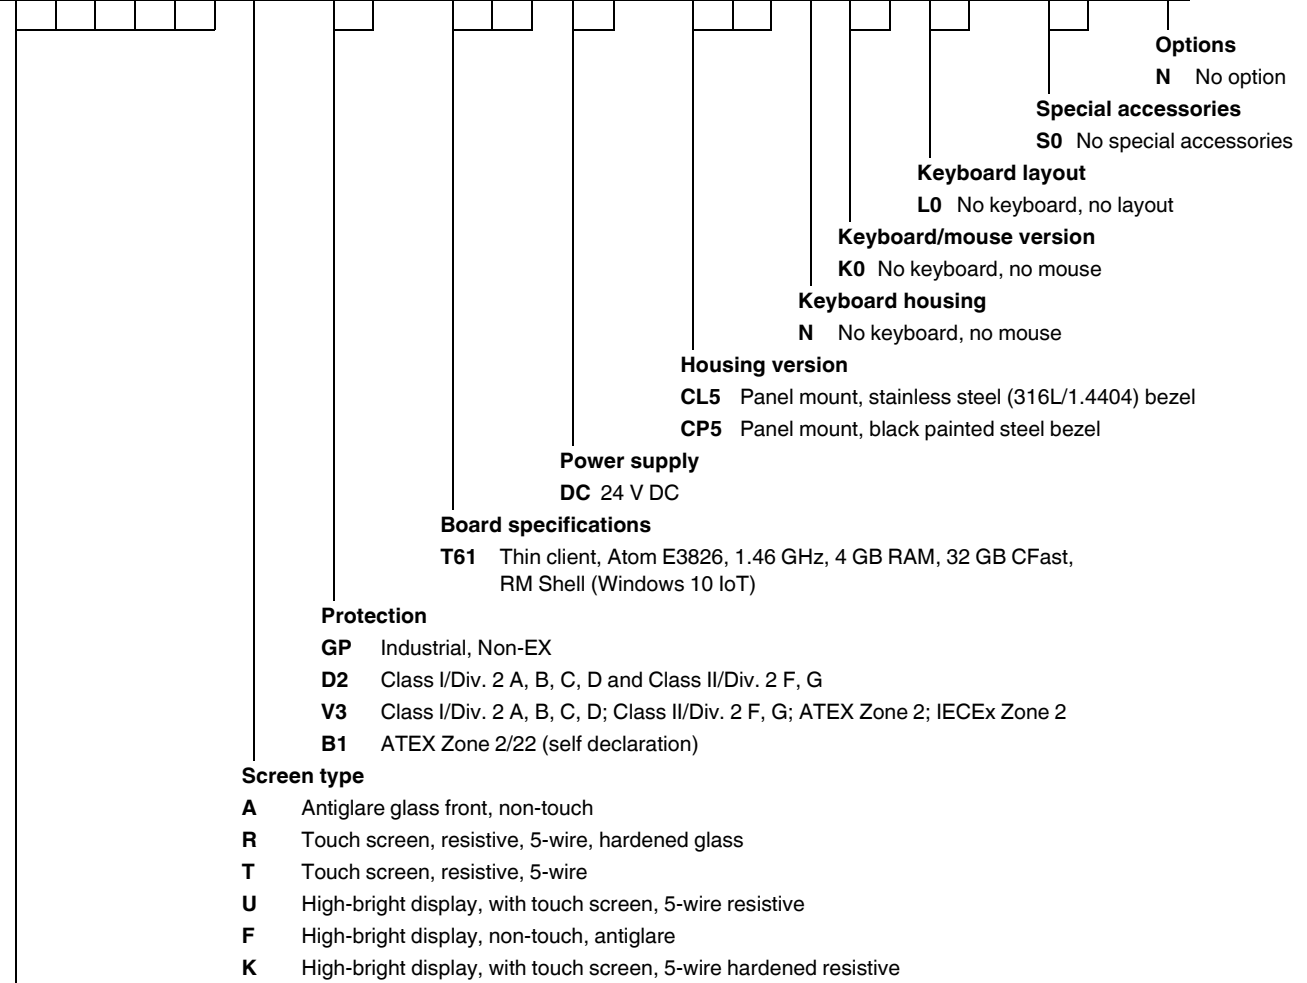 Options
N No option
Special accessories
S0 No special accessories
Keyboard layout
L0 No keyboard, no layout
Keyboard/mouse version
K0 No keyboard, no mouse
Keyboard housing
N No keyboard, no mouse
Housing version
CL5 Panel mount, stainless steel (316L/1.4404) bezel
CP5 Panel mount, black painted steel bezel
Power supply
DC 24 V DC
Board specifications
T61 Thin client, Atom E3826, 1.46 GHz, 4 GB RAM, 32 GB CFast,
RM Shell (Windows 10 IoT)
Protection
GP Industrial, Non-EX
D2 Class I/Div. 2 A, B, C, D and Class II/Div. 2 F, G
V3 Class I/Div. 2 A, B, C, D; Class II/Div. 2 F, G; ATEX Zone 2; IECEx Zone 2
B1 ATEX Zone 2/22 (self declaration)
Screen type
A Antiglare glass front, non-touch
R Touch screen, resistive, 5-wire, hardened glass
T Touch screen, resistive, 5-wire
U High-bright display, with touch screen, 5-wire resistive
F High-bright display, non-touch, antiglare
K High-bright display, with touch screen, 5-wire hardened resistive